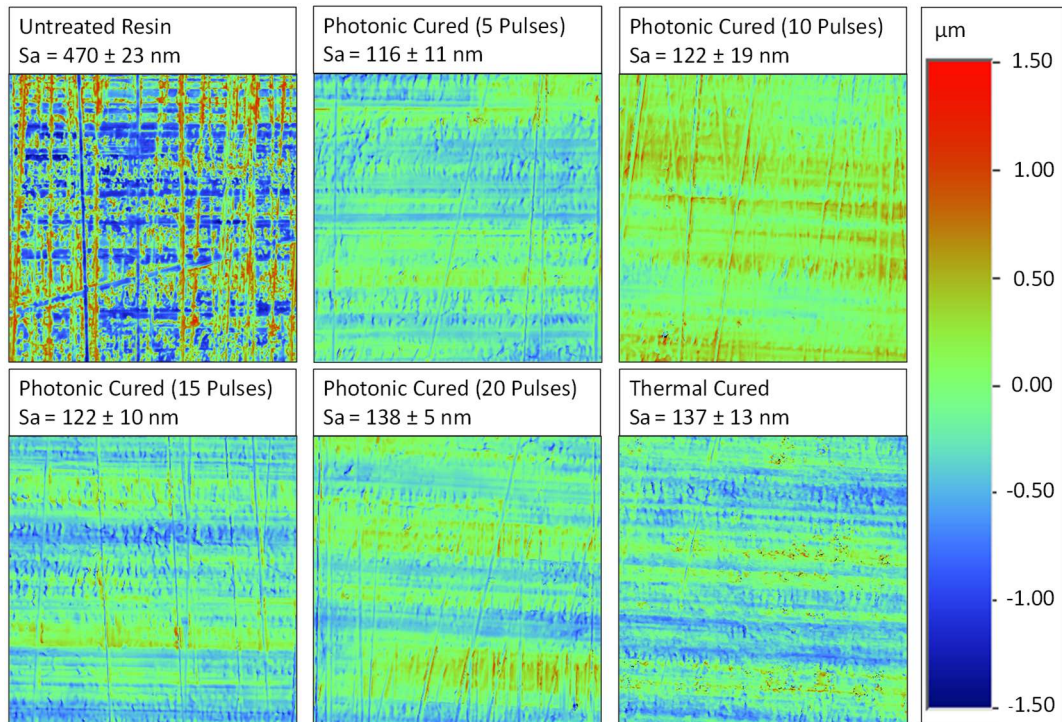 Untreated Resin
Sa = 470 ± 23 nm
Photonic Cured (5 Pulses)
Sa = 116 ± 11 nm
Photonic Cured (10 Pulses)
Sa = 122 ± 19 nm
Photonic Cured (15 Pulses)
Sa = 122 ± 10 nm
Photonic Cured (20 Pulses)
Sa = 138 ± 5 nm
Thermal Cured
Sa = 137 ± 13 nm
µm
1.50
1.00
0.50
0.00
-0.50
-1.00
-1.50